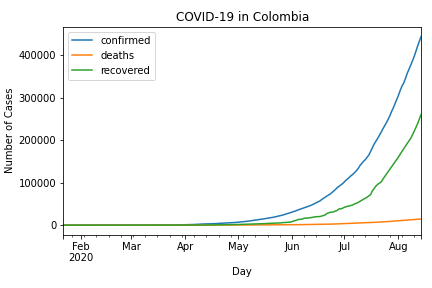 COVID-19 in Colombia
confirmed
deaths
recovered
Number of Cases
400000
300000
200000
100000
0
Feb Mar Apr May Jun Jul Aug
2020
Day